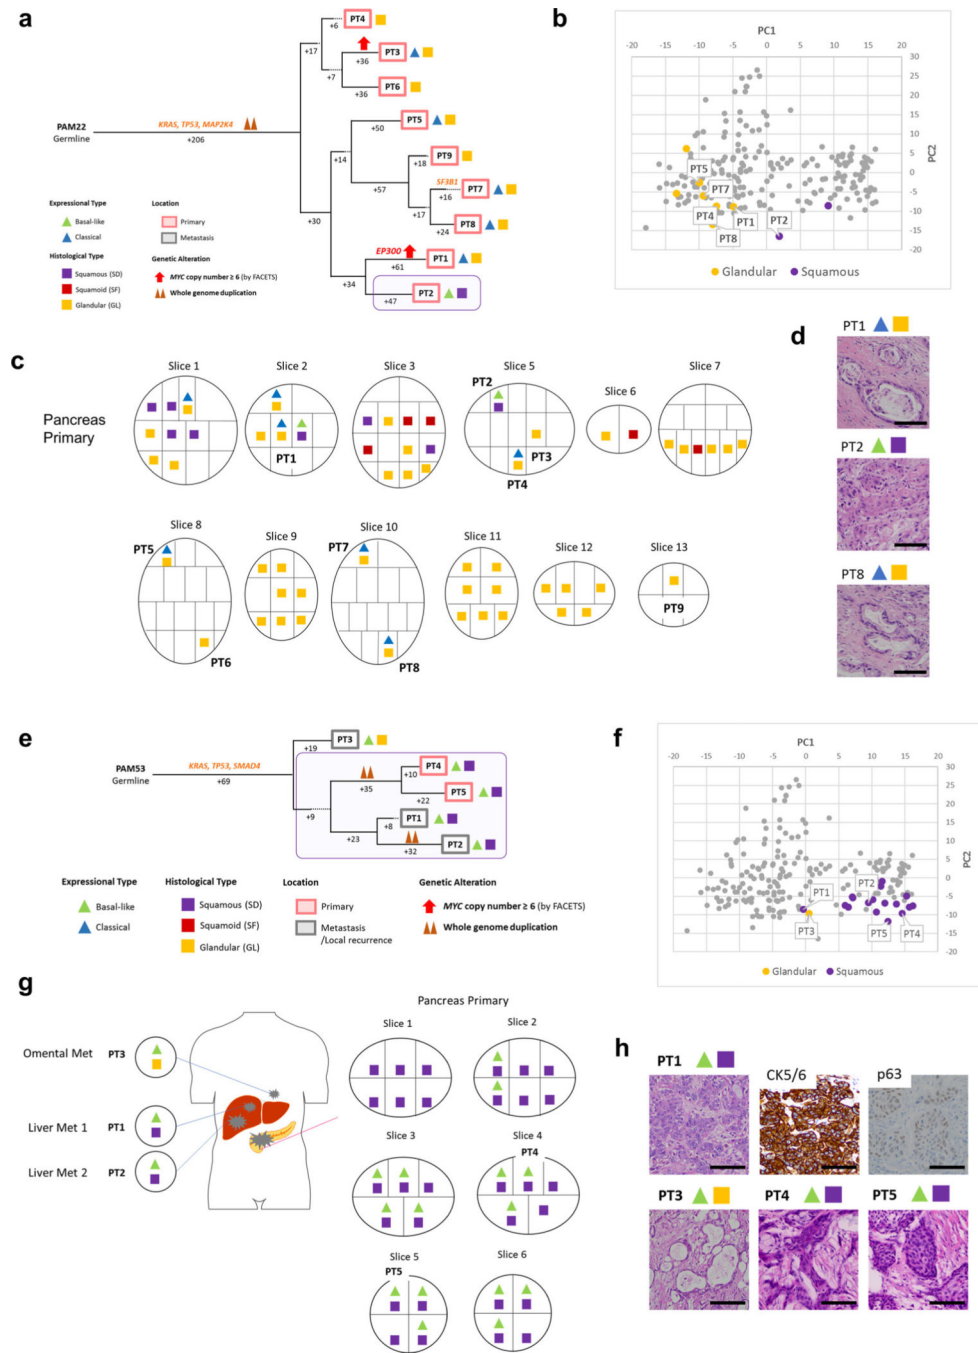 a
PT4
+6
+17
PT3
+36
+7
PT6
+36
KRAS, TP53, MAP2K4
PAM22
Germline
+206
PT5
+50
+14
PT9
+18
+57
SF3B1
PT7
+16
+17
PT8
+24
+30
EP300
PT1
+61
+34
PT2
+47
Expressional Type
Basal-like
Classical
Histological Type
Squamous (SD)
Squamoid (SF)
Glandular (GL)
Location
Primary
Metastasis
Genetic Alteration
MYC copy number ≥ 6 (by FACETS)
Whole genome duplication
b
PC1
-20 -15 -10 -5 0 5 10 15 20
30
25
20
15
10
5
0
-5
-10
-15
-20
PC2
PT5
PT7
PT4
PT1
PT2
PT8
Glandular
Squamous
c
Pancreas
Primary
Slice 1
Slice 2
PT1
Slice 3
Slice 5
PT2
PT3
PT4
Slice 6
Slice 7
Slice 8
PT5
PT6
Slice 9
Slice 10
PT7
PT8
Slice 11
Slice 12
Slice 13
PT9
d
PT1
PT2
PT8
e
PT3
+19
KRAS, TP53, SMAD4
PAM53
Germline
+69
PT4
+10
+35
PT5
+22
+9
PT1
+8
+23
PT2
+32
Expressional Type
Basal-like
Classical
Histological Type
Squamous (SD)
Squamoid (SF)
Glandular (GL)
Location
Primary
Metastasis
/Local recurrence
Genetic Alteration
MYC copy number ≥ 6 (by FACETS)
Whole genome duplication
f
PC1
-20 -15 -10 -5 0 5 10 15 20
30
25
20
15
10
5
0
-5
-10
-15
-20
PC2
PT2
PT1
PT3
PT5
PT4
Glandular
Squamous
g
Omental Met PT3
Liver Met 1 PT1
Liver Met 2 PT2
Pancreas Primary
Slice 1
Slice 2
Slice 3
Slice 4
PT4
Slice 5
PT5
Slice 6
h
PT1
CK5/6
p63
PT3
PT4
PT5